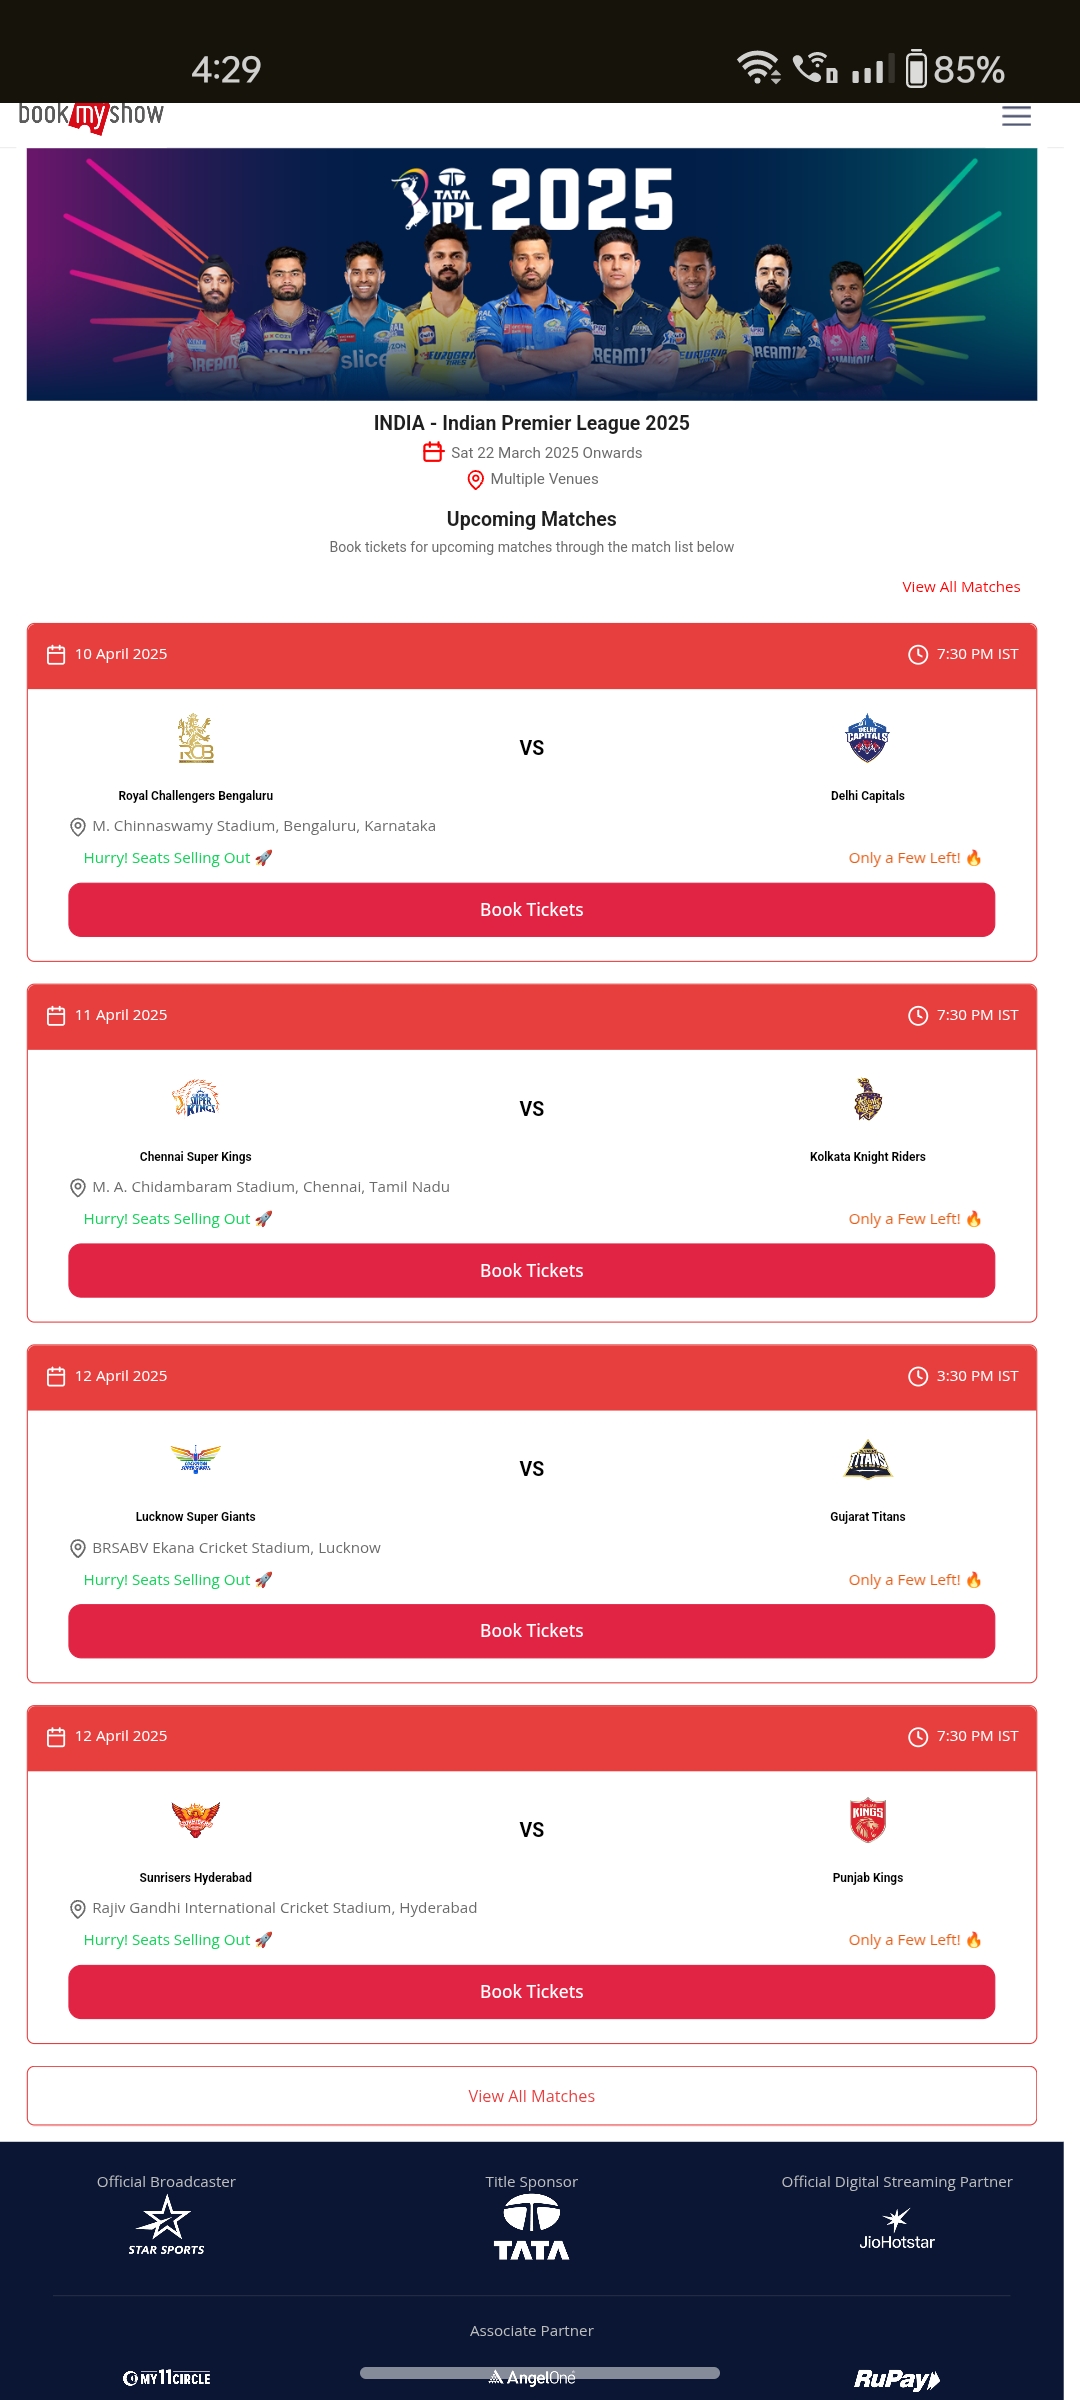 4:29
85%
bookmyshow
TATA
IPL 2025
INDIA - Indian Premier League 2025
Sat 22 March 2025 Onwards
Multiple Venues
Upcoming Matches
Book tickets for upcoming matches through the match list below
View All Matches
10 April 2025 7:30 PM IST
RCB VS DELHI CAPITALS
Royal Challengers Bengaluru Delhi Capitals
M. Chinnaswamy Stadium, Bengaluru, Karnataka
Hurry! Seats Selling Out 🚀 Only a Few Left! 🔥
Book Tickets
11 April 2025 7:30 PM IST
VS
Chennai Super Kings Kolkata Knight Riders
M. A. Chidambaram Stadium, Chennai, Tamil Nadu
Hurry! Seats Selling Out 🚀 Only a Few Left! 🔥
Book Tickets
12 April 2025 3:30 PM IST
VS TITANS
Lucknow Super Giants Gujarat Titans
BRSABV Ekana Cricket Stadium, Lucknow
Hurry! Seats Selling Out 🚀 Only a Few Left! 🔥
Book Tickets
12 April 2025 7:30 PM IST
VS KINGS
Sunrisers Hyderabad Punjab Kings
Rajiv Gandhi International Cricket Stadium, Hyderabad
Hurry! Seats Selling Out 🚀 Only a Few Left! 🔥
Book Tickets
View All Matches
Official Broadcaster Title Sponsor Official Digital Streaming Partner
STAR SPORTS TATA JioHotstar
Associate Partner
MY11CIRCLE AngelOne RuPay